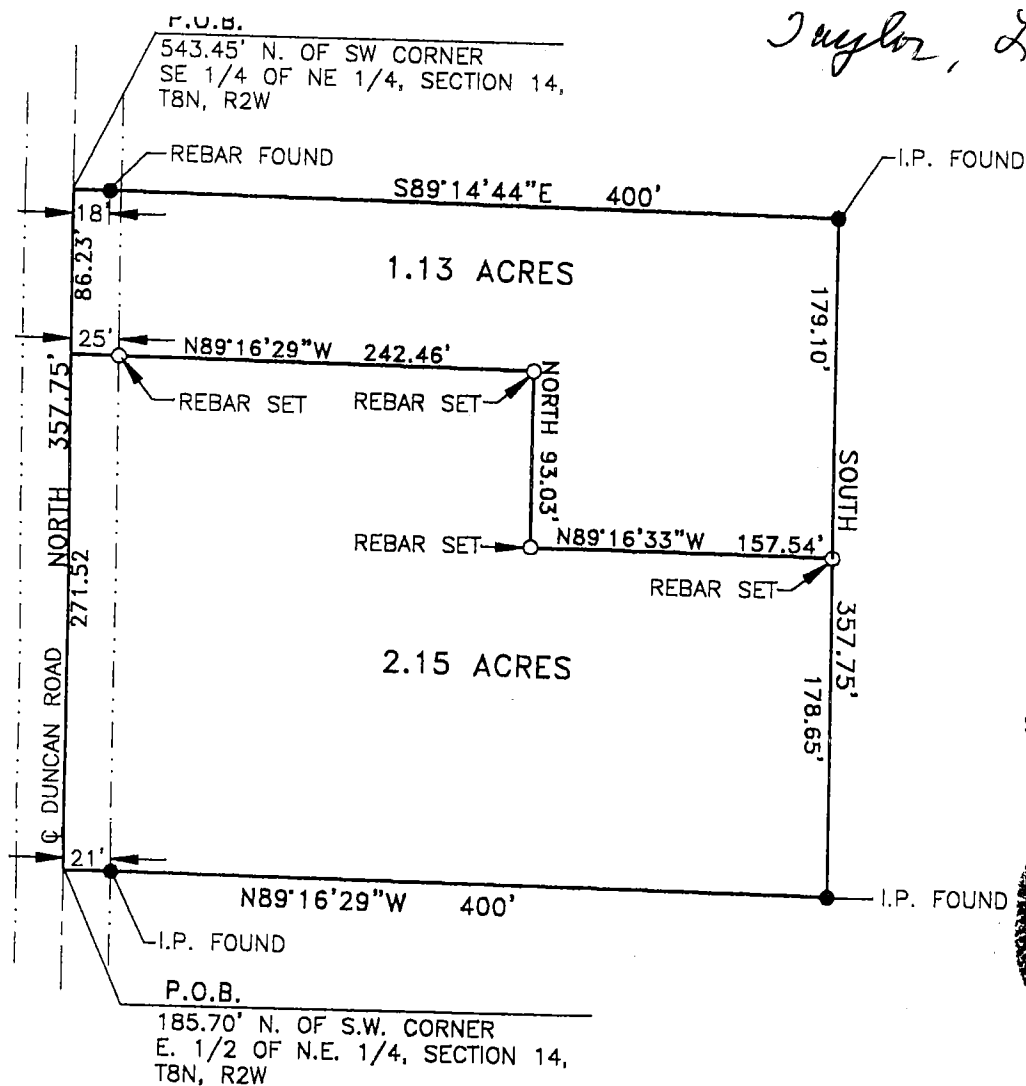 P.O.B.
543.45' N. OF SW CORNER
SE 1/4 OF NE 1/4, SECTION 14,
T8N, R2W
Taylor,
REBAR FOUND
I.P. FOUND
S89°14'44"E 400'
18'
86.23'
1.13 ACRES
179.10'
25'
N89°16'29"W 242.46'
REBAR SET
REBAR SET
NORTH 93.03'
NORTH 357.75'
271.52
SOUTH 357.75'
REBAR SET
N89°16'33"W 157.54'
REBAR SET
2.15 ACRES
178.65'
℄ DUNCAN ROAD
21'
N89°16'29"W 400'
I.P. FOUND
I.P. FOUND
P.O.B.
185.70' N. OF S.W. CORNER
E. 1/2 OF N.E. 1/4, SECTION 14,
T8N, R2W